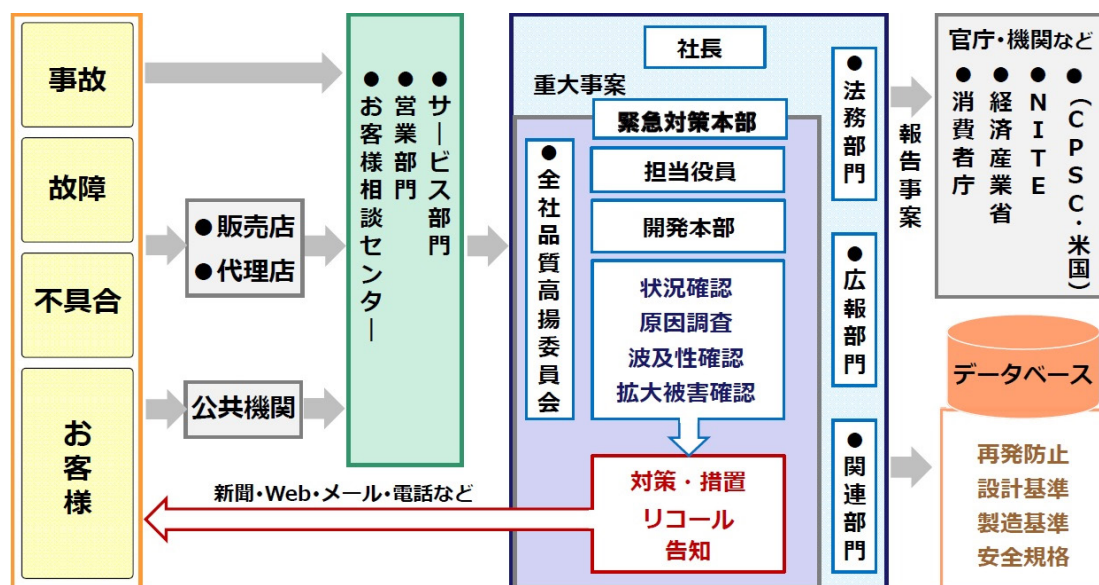 事故
故障
不具合
お客様
●販売店
●代理店
公共機関
●サービス部門
●営業部門
●お客様相談センター
新聞・Web・メール・電話など
社長
重大事案
緊急対策本部
●全社品質高揚委員会
担当役員
開発本部
状況確認
原因調査
波及性確認
拡大被害確認
対策・措置
リコール
告知
●法務部門
●広報部門
●関連部門
報告事案
官庁・機関など
●(CPSC・米国)
●NITE
●経済産業省
●消費者庁
データベース
再発防止
設計基準
製造基準
安全規格